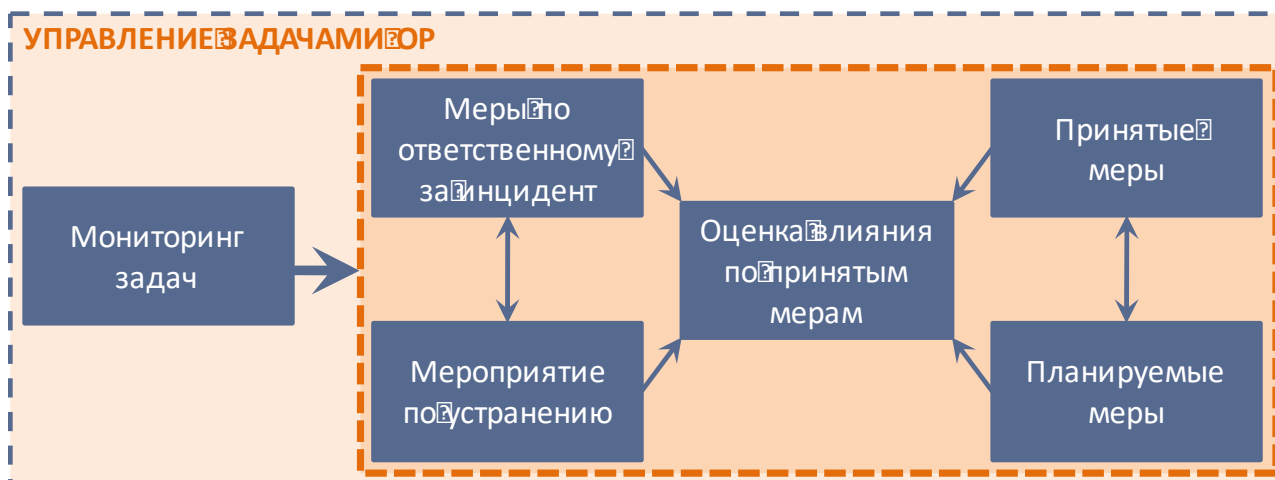 УПРАВЛЕНИЕ ЗАДАЧАМИ ОР
Меры по
ответственному
за инцидент
Принятые
меры
Мониторинг
задач
Оценка влияния
по принятым
мерам
Мероприятие
по устранению
Планируемые
меры